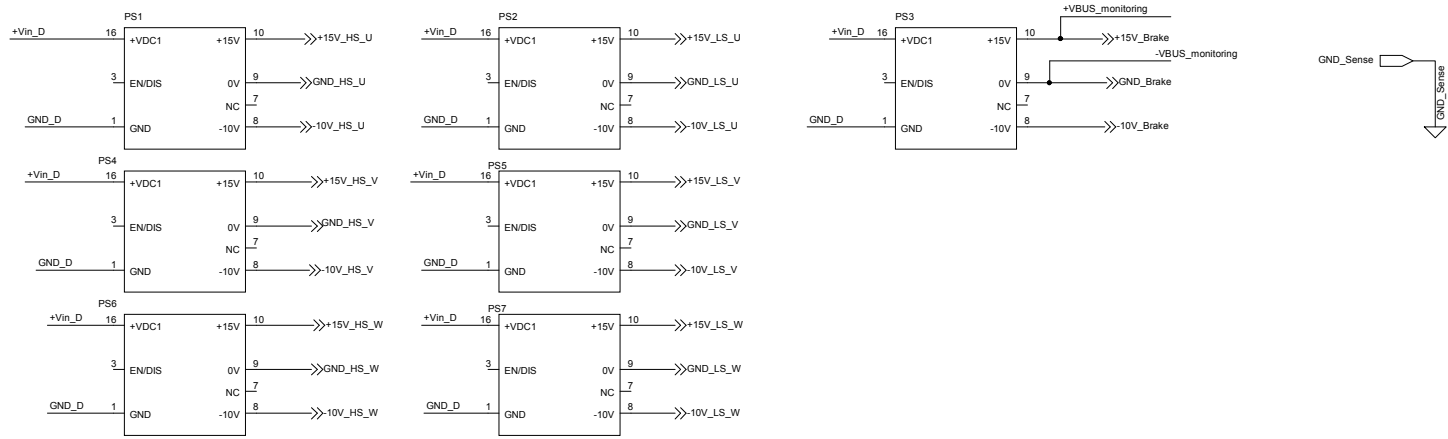 PS1
+Vin_D 16 +VDC1 +15V 10 +15V_HS_U
3 EN/DIS 0V 9 GND_HS_U
NC 7
GND_D 1 GND -10V 8 -10V_HS_U
PS2
+Vin_D 16 +VDC1 +15V 10 +15V_LS_U
3 EN/DIS 0V 9 GND_LS_U
NC 7
GND_D 1 GND -10V 8 -10V_LS_U
PS3
+VBUS_monitoring
+Vin_D 16 +VDC1 +15V 10 +15V_Brake
-VBUS_monitoring
3 EN/DIS 0V 9 GND_Brake
NC 7
GND_D 1 GND -10V 8 -10V_Brake
GND_Sense
GND_Sense
PS4
+Vin_D 16 +VDC1 +15V 10 +15V_HS_V
3 EN/DIS 0V 9 GND_HS_V
NC 7
GND_D 1 GND -10V 8 -10V_HS_V
PS5
+Vin_D 16 +VDC1 +15V 10 +15V_LS_V
3 EN/DIS 0V 9 GND_LS_V
NC 7
GND_D 1 GND -10V 8 -10V_LS_V
PS6
+Vin_D 16 +VDC1 +15V 10 +15V_HS_W
3 EN/DIS 0V 9 GND_HS_W
NC 7
GND_D 1 GND -10V 8 -10V_HS_W
PS7
+Vin_D 16 +VDC1 +15V 10 +15V_LS_W
3 EN/DIS 0V 9 GND_LS_W
NC 7
GND_D 1 GND -10V 8 -10V_LS_W